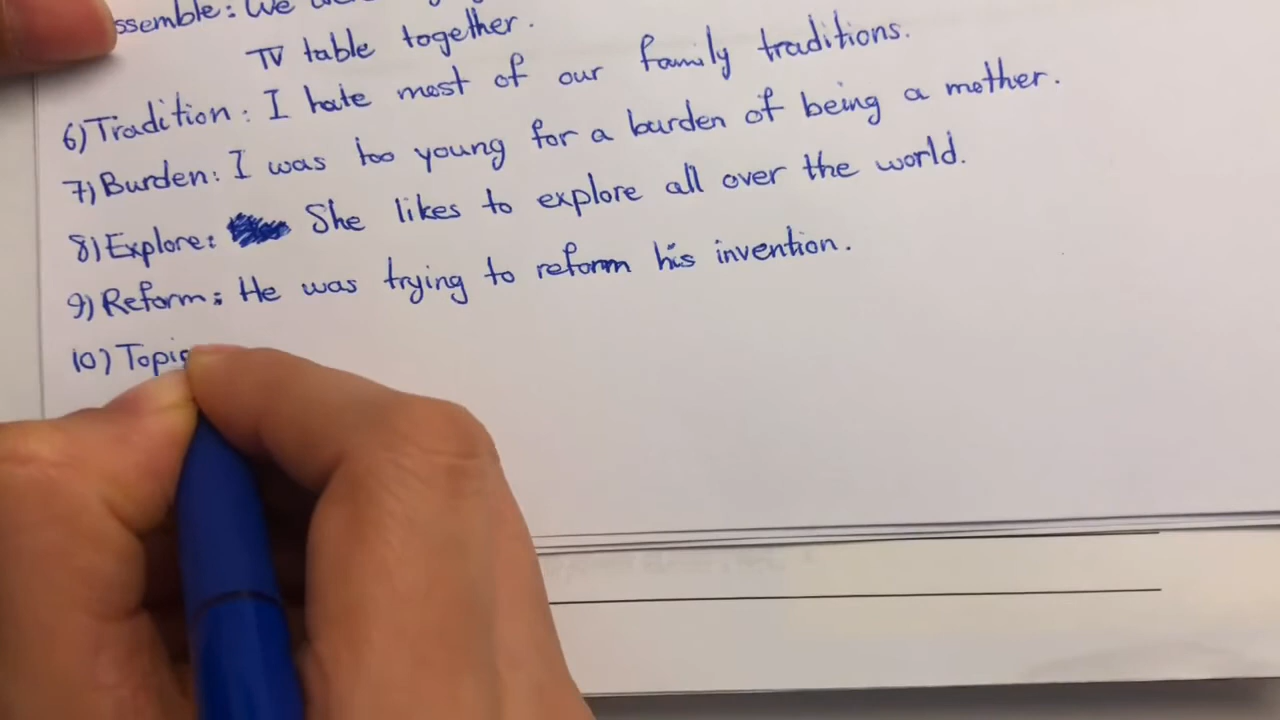 ssemble: We
TV table together.
6) Tradition: I hate most of our family traditions.
7) Burden: I was too young for a burden of being a mother.
8) Explore: She likes to explore all over the world.
9) Reform: He was trying to reform his invention.
10) Topic